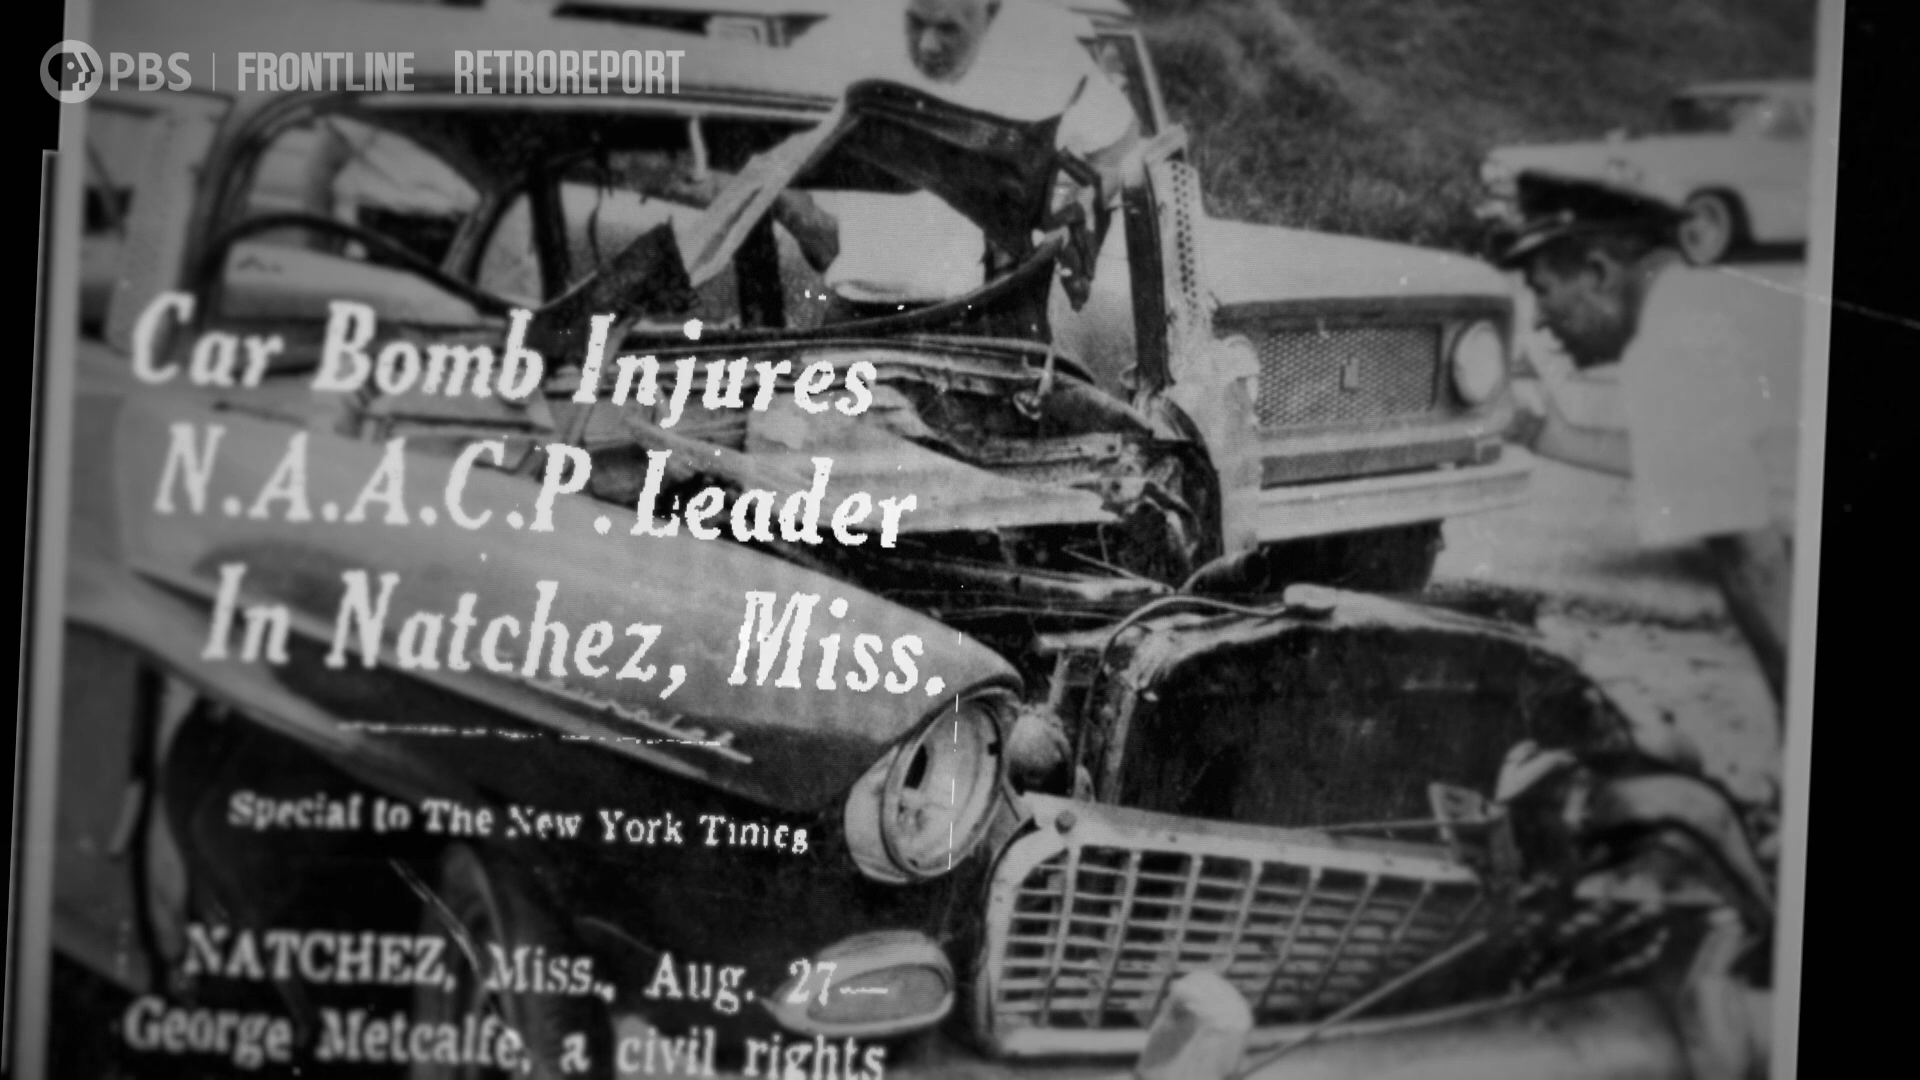 PBS FRONTLINE RETROREPORT
Car Bomb Injures
N.A.A.C.P. Leader
In Natchez, Miss.
Special to The New York Times
NATCHEZ, Miss., Aug. 27—
George Metcalfe, a civil rights